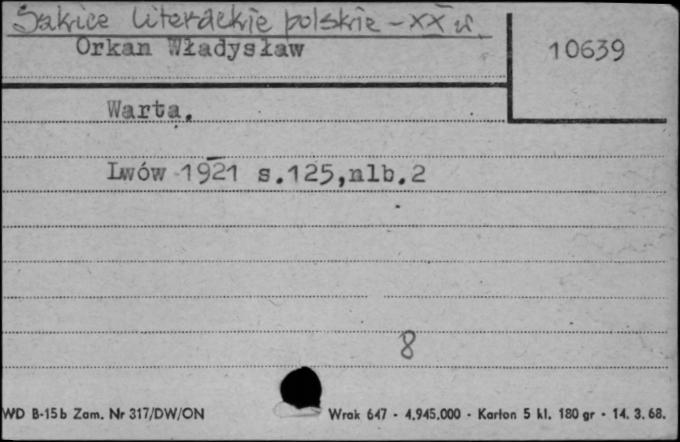 Szkice literackie polskie - XX w.
Orkan Władysław
10639
Warta.
Lwów 1921 s.125,nlb.2
8
WD B-15b Zam. Nr 317/DW/ON
Wrak 647 - 4.945.000 - Karton 5 kl. 180 gr - 14. 3. 68.